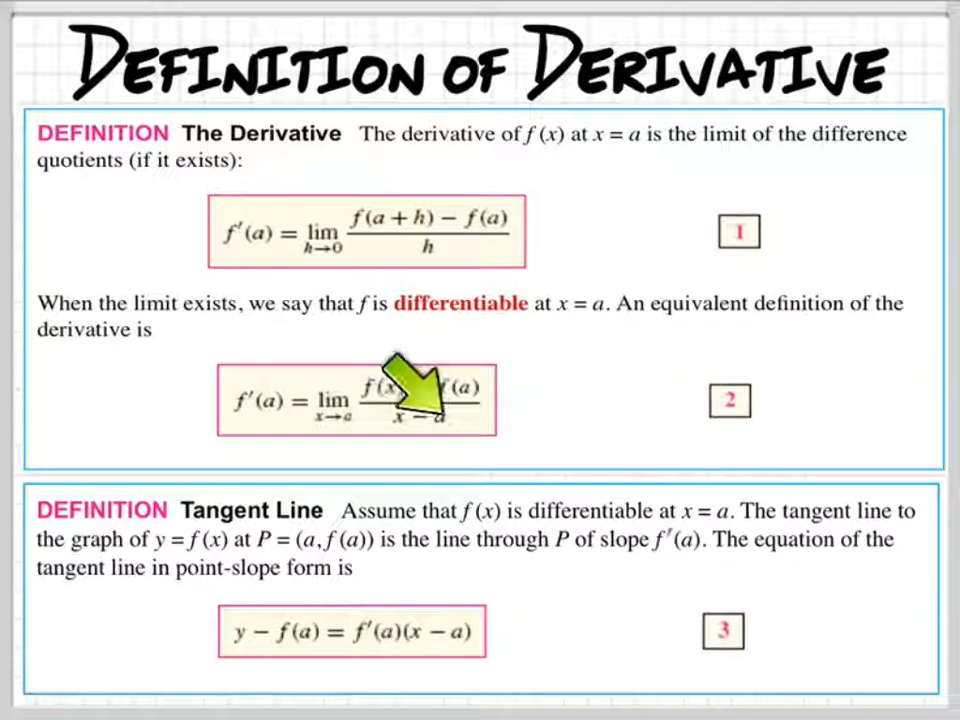 DEFINITION OF DERIVATIVE
DEFINITION The Derivative The derivative of f (x) at x = a is the limit of the difference
quotients (if it exists):
f′(a) = lim h→0 f(a + h) − f(a) / h
1
When the limit exists, we say that f is differentiable at x = a. An equivalent definition of the
derivative is
f′(a) = lim x→a f(x f(a) / x − a
2
DEFINITION Tangent Line Assume that f (x) is differentiable at x = a. The tangent line to
the graph of y = f (x) at P = (a, f (a)) is the line through P of slope f′(a). The equation of the
tangent line in point-slope form is
y − f(a) = f′(a)(x − a)
3